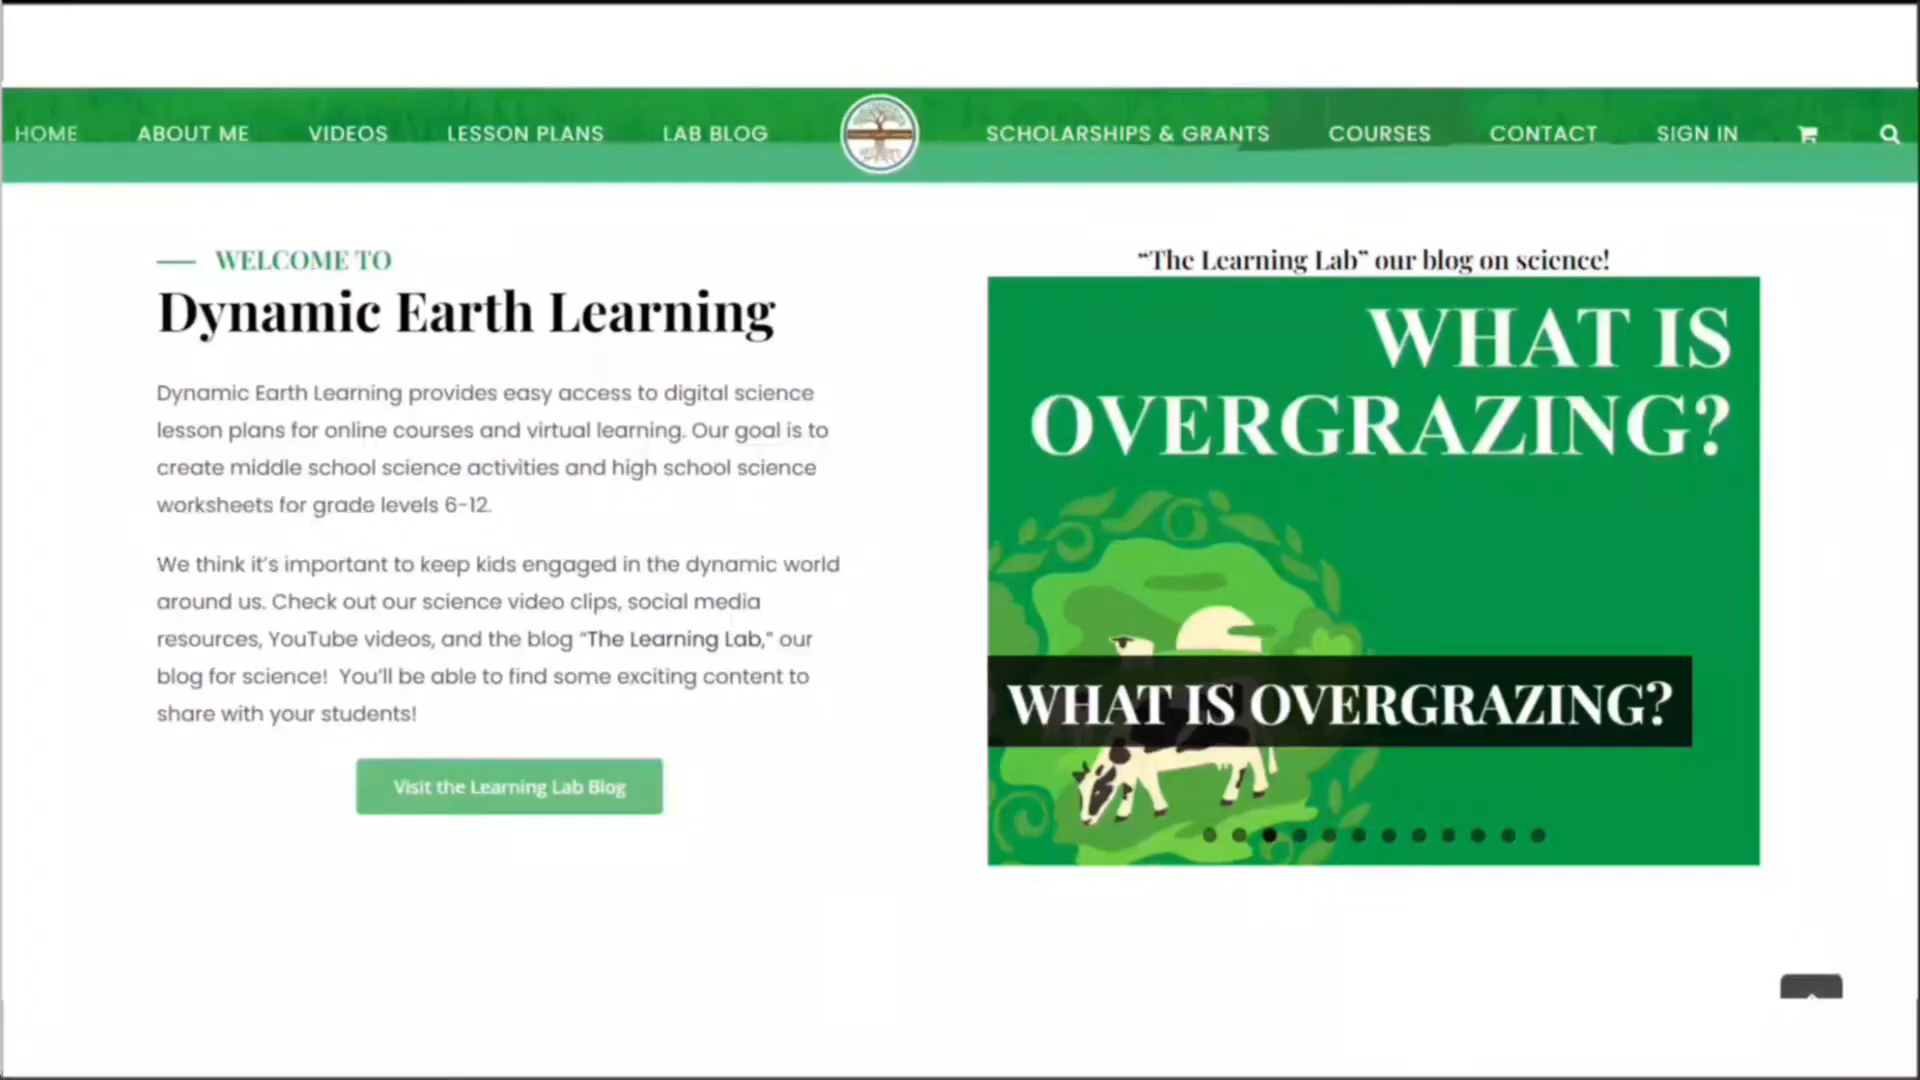 HOME ABOUT ME VIDEOS LESSON PLANS LAB BLOG SCHOLARSHIPS & GRANTS COURSES CONTACT SIGN IN
WELCOME TO
Dynamic Earth Learning
Dynamic Earth Learning provides easy access to digital science
lesson plans for online courses and virtual learning. Our goal is to
create middle school science activities and high school science
worksheets for grade levels 6-12.
We think it's important to keep kids engaged in the dynamic world
around us. Check out our science video clips, social media
resources, YouTube videos, and the blog “The Learning Lab,” our
blog for science!  You'll be able to find some exciting content to
share with your students!
Visit the Learning Lab Blog
“The Learning Lab” our blog on science!
WHAT IS
OVERGRAZING?
WHAT IS OVERGRAZING?